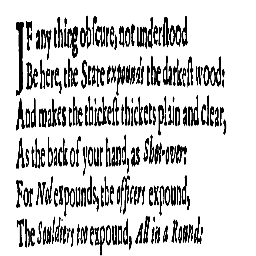 IF any thing obſcure, not underſtood
Be here, the State expounds the darkeſt wood:
And makes the thickeſt thickets plain and clear,
As the back of your hand, as Shot-over:
For Nol expounds, the officers expound,
The Souldiers too expound, All in a Round: